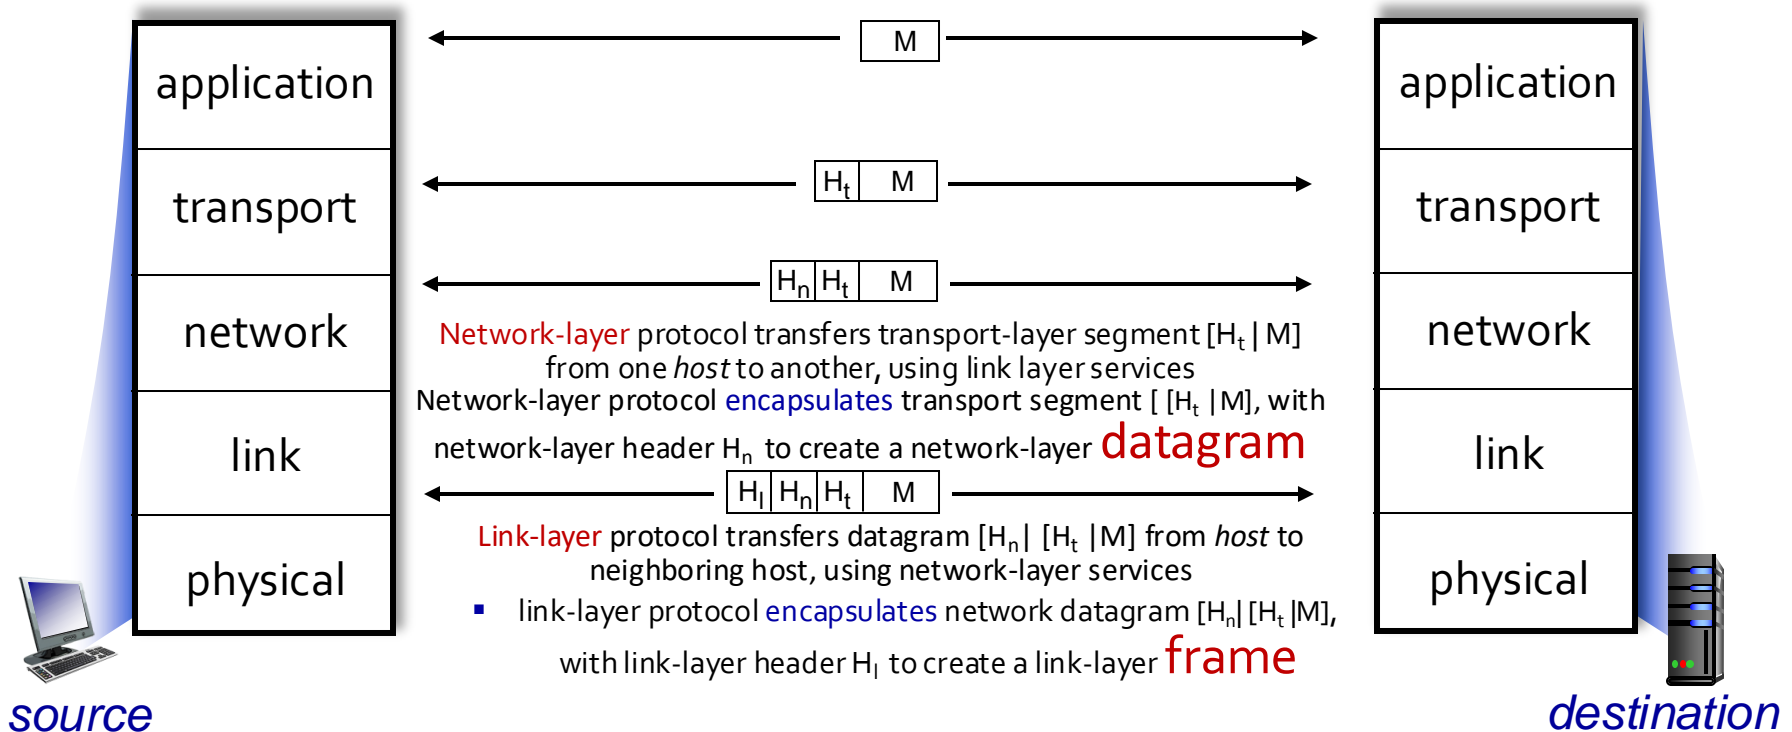 application
M
application
transport
Ht M
transport
Hn Ht M
network
network
Network-layer protocol transfers transport-layer segment [Ht | M]
from one host to another, using link layer services
Network-layer protocol encapsulates transport segment [ [Ht | M], with
network-layer header Hn to create a network-layer datagram
link
link
Hl Hn Ht M
Link-layer protocol transfers datagram [Hn| [Ht | M] from host to
neighboring host, using network-layer services
physical
physical
▪ link-layer protocol encapsulates network datagram [Hn| [Ht |M],
with link-layer header Hl to create a link-layer frame
source
destination